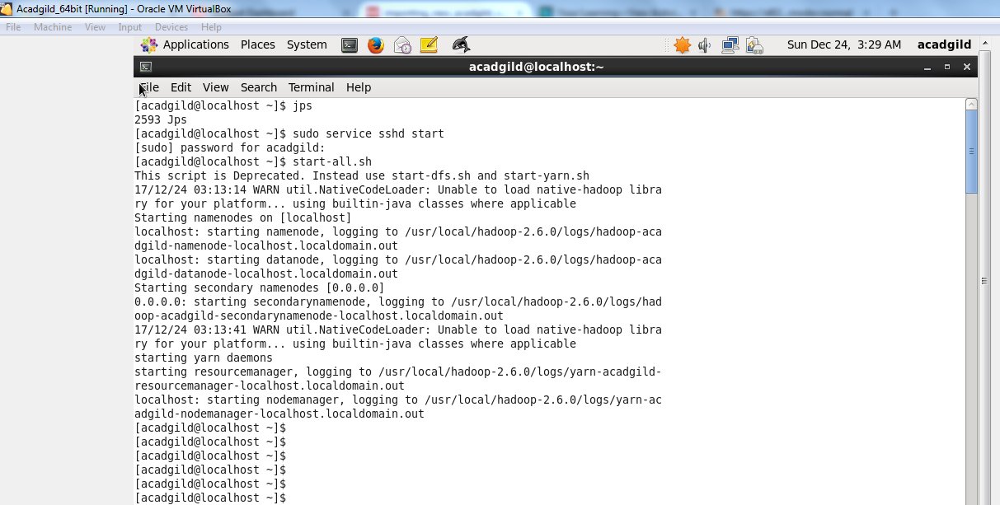 Acadgild_64bit [Running] - Oracle VM VirtualBox
File Machine View Input Devices Help
Applications Places System Sun Dec 24, 3:29 AM acadgild
acadgild@localhost:~
File Edit View Search Terminal Help
[acadgild@localhost ~]$ jps
2593 Jps
[acadgild@localhost ~]$ sudo service sshd start
[sudo] password for acadgild:
[acadgild@localhost ~]$ start-all.sh
This script is Deprecated. Instead use start-dfs.sh and start-yarn.sh
17/12/24 03:13:14 WARN util.NativeCodeLoader: Unable to load native-hadoop libra
ry for your platform... using builtin-java classes where applicable
Starting namenodes on [localhost]
localhost: starting namenode, logging to /usr/local/hadoop-2.6.0/logs/hadoop-aca
dgild-namenode-localhost.localdomain.out
localhost: starting datanode, logging to /usr/local/hadoop-2.6.0/logs/hadoop-aca
dgild-datanode-localhost.localdomain.out
Starting secondary namenodes [0.0.0.0]
0.0.0.0: starting secondarynamenode, logging to /usr/local/hadoop-2.6.0/logs/had
oop-acadgild-secondarynamenode-localhost.localdomain.out
17/12/24 03:13:41 WARN util.NativeCodeLoader: Unable to load native-hadoop libra
ry for your platform... using builtin-java classes where applicable
starting yarn daemons
starting resourcemanager, logging to /usr/local/hadoop-2.6.0/logs/yarn-acadgild-
resourcemanager-localhost.localdomain.out
localhost: starting nodemanager, logging to /usr/local/hadoop-2.6.0/logs/yarn-ac
adgild-nodemanager-localhost.localdomain.out
[acadgild@localhost ~]$
[acadgild@localhost ~]$
[acadgild@localhost ~]$
[acadgild@localhost ~]$
[acadgild@localhost ~]$
[acadgild@localhost ~]$